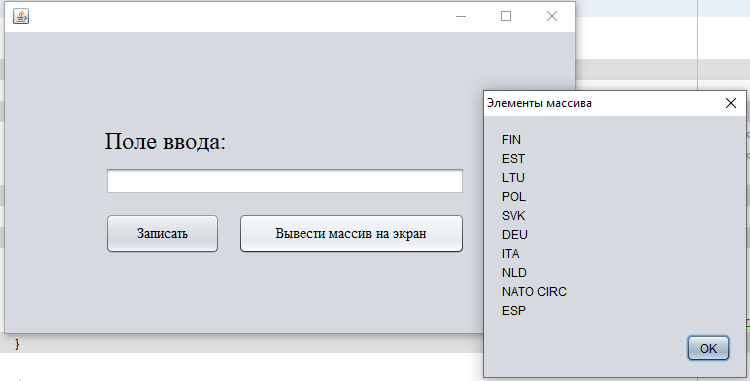 Поле ввода:
Записать
Вывести массив на экран
Элементы массива
FIN
EST
LTU
POL
SVK
DEU
ITA
NLD
NATO CIRC
ESP
OK
}